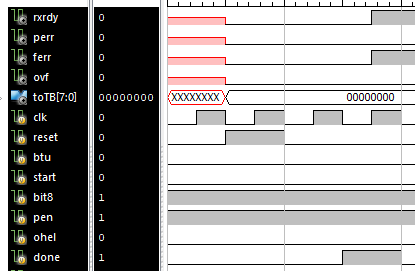 rxrdy 0
perr 0
ferr 0
ovf 0
toTB[7:0] 00000000 XXXXXXXX 00000000
clk 0
reset 0
btu 0
start 0
bit8 1
pen 1
ohel 0
done 1